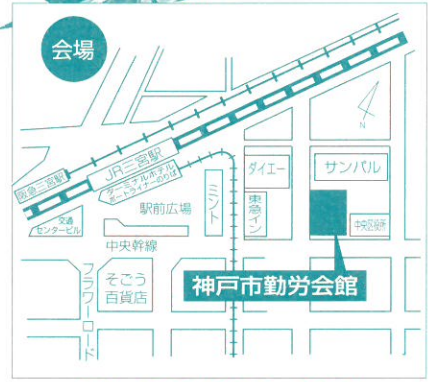 会場
阪急三宮駅
JR三宮駅
ターミナルホテル
ポートライナーのりば
交通
センタービル
駅前広場
中央幹線
ミント
ダイエー
サンパル
東急イン
中央区役所
N
フラワーロード
そごう
百貨店
神戸市勤労会館